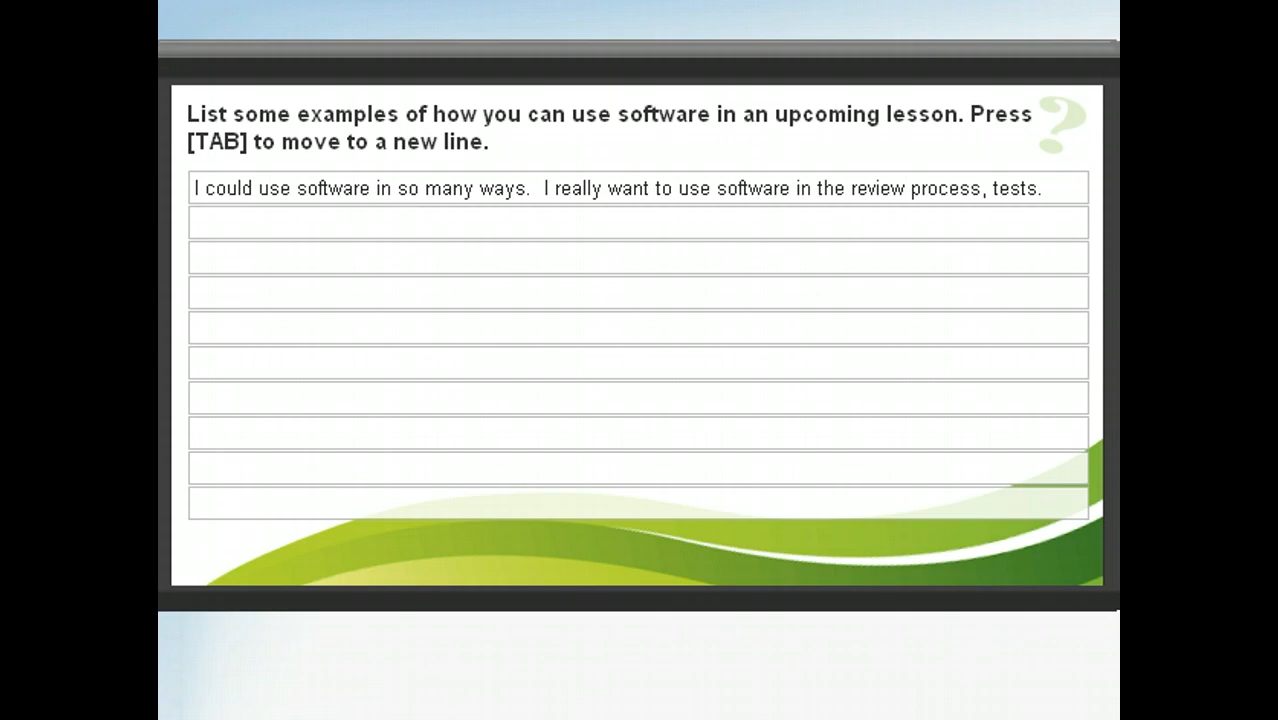 List some examples of how you can use software in an upcoming lesson. Press
[TAB] to move to a new line.
I could use software in so many ways.  I really want to use software in the review process, tests.